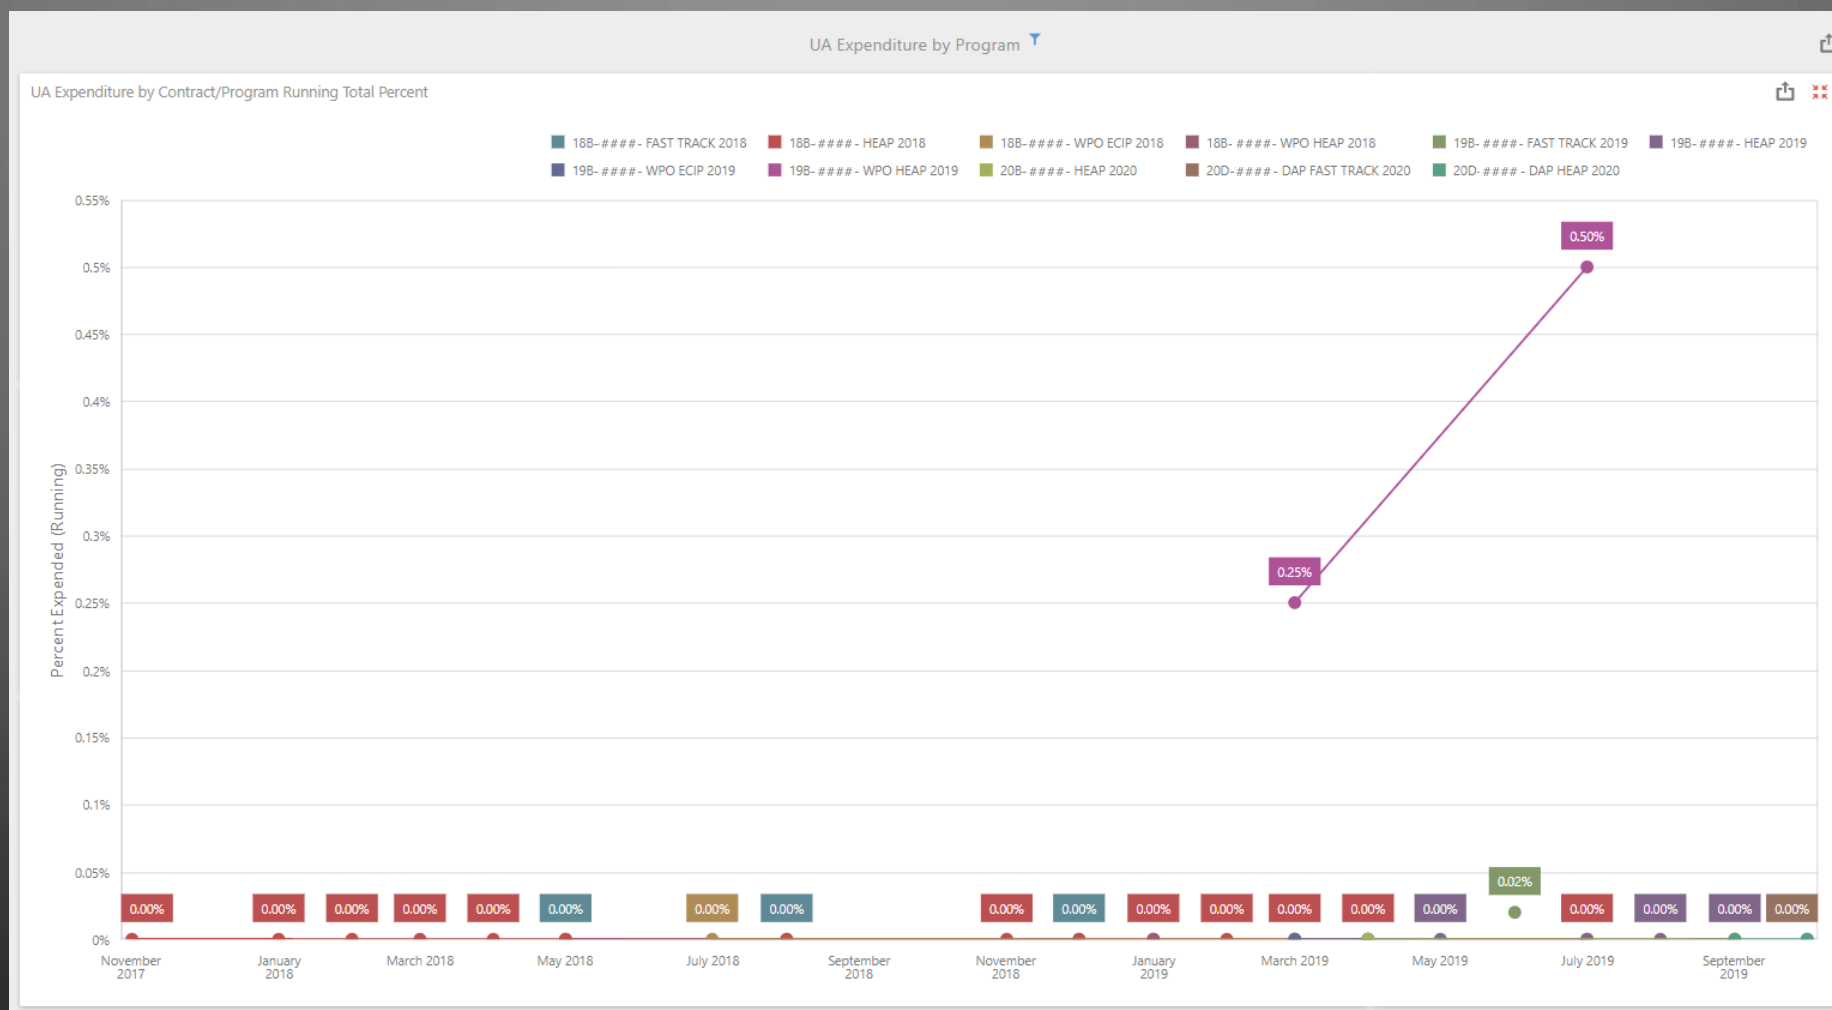 UA Expenditure by Program
UA Expenditure by Contract/Program Running Total Percent
18B-####- FAST TRACK 2018 18B-#### - HEAP 2018 18B-####- WPO ECIP 2018 18B- ####- WPO HEAP 2018 19B- ####- FAST TRACK 2019 19B- ####- HEAP 2019
19B- ####- WPO ECIP 2019 19B- #### - WPO HEAP 2019 20B- ####- HEAP 2020 20D-#### - DAP FAST TRACK 2020 20D- #### - DAP HEAP 2020
Percent Expended (Running)
0.55%
0.5%
0.50%
0.45%
0.4%
0.35%
0.3%
0.25%
0.25%
0.2%
0.15%
0.1%
0.05%
0.02%
0.00% 0.00% 0.00% 0.00% 0.00% 0.00% 0.00% 0.00% 0.00% 0.00% 0.00% 0.00% 0.00% 0.00% 0.00% 0.00% 0.00% 0.00% 0.00%
0%
November January March 2018 May 2018 July 2018 September November January March 2019 May 2019 July 2019 September
2017 2018 2018 2018 2019 2019